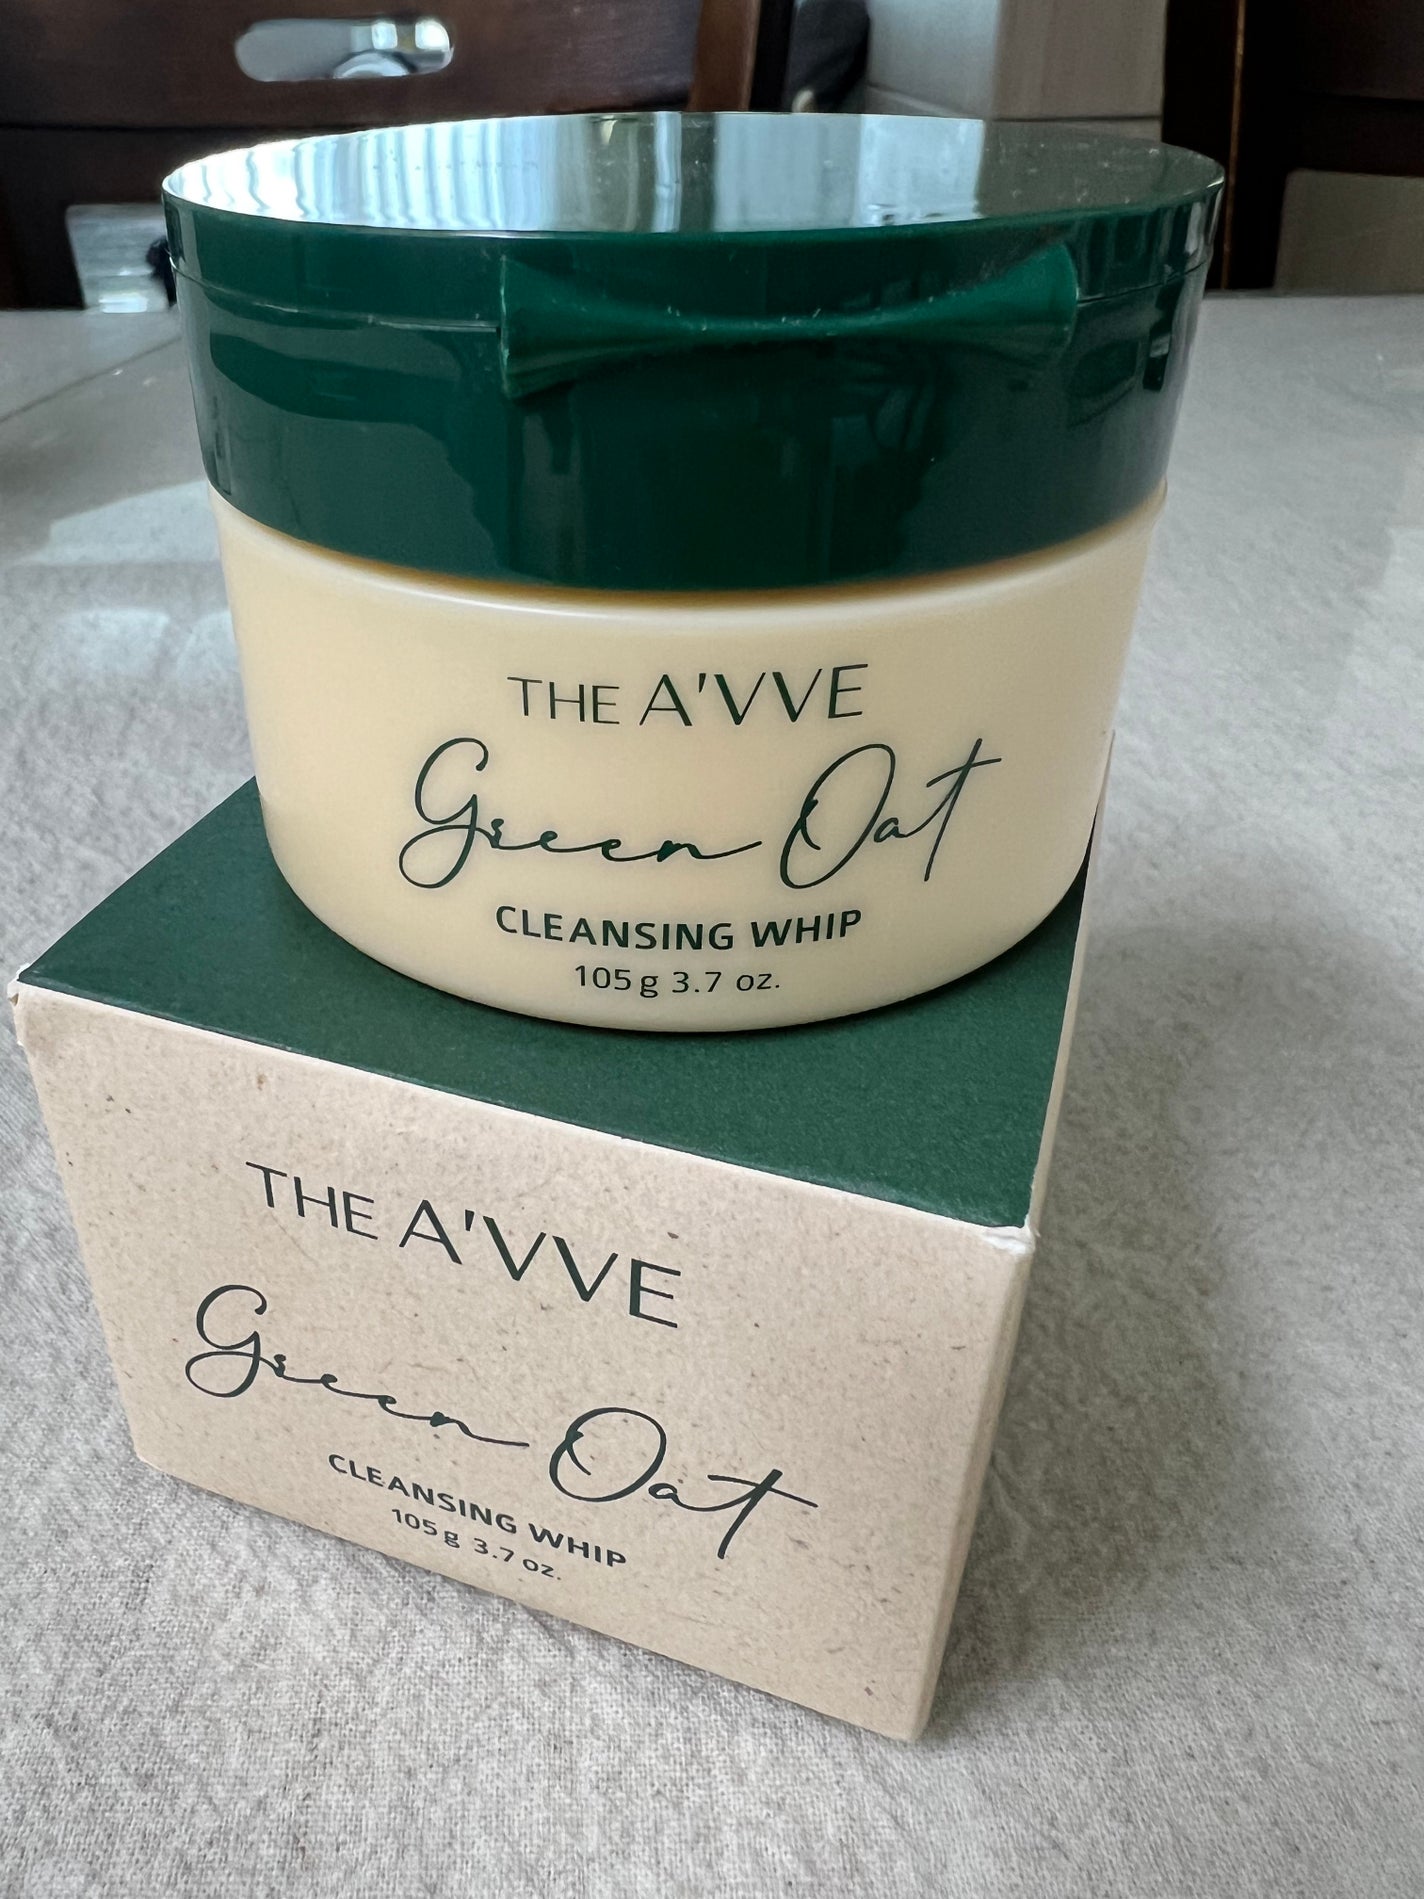 THE A'VVE
Green Oat
CLEANSING WHIP
105g 3.7 oz.
THE A'VVE
Green Oat
CLEANSING WHIP
105g 3.7 oz.